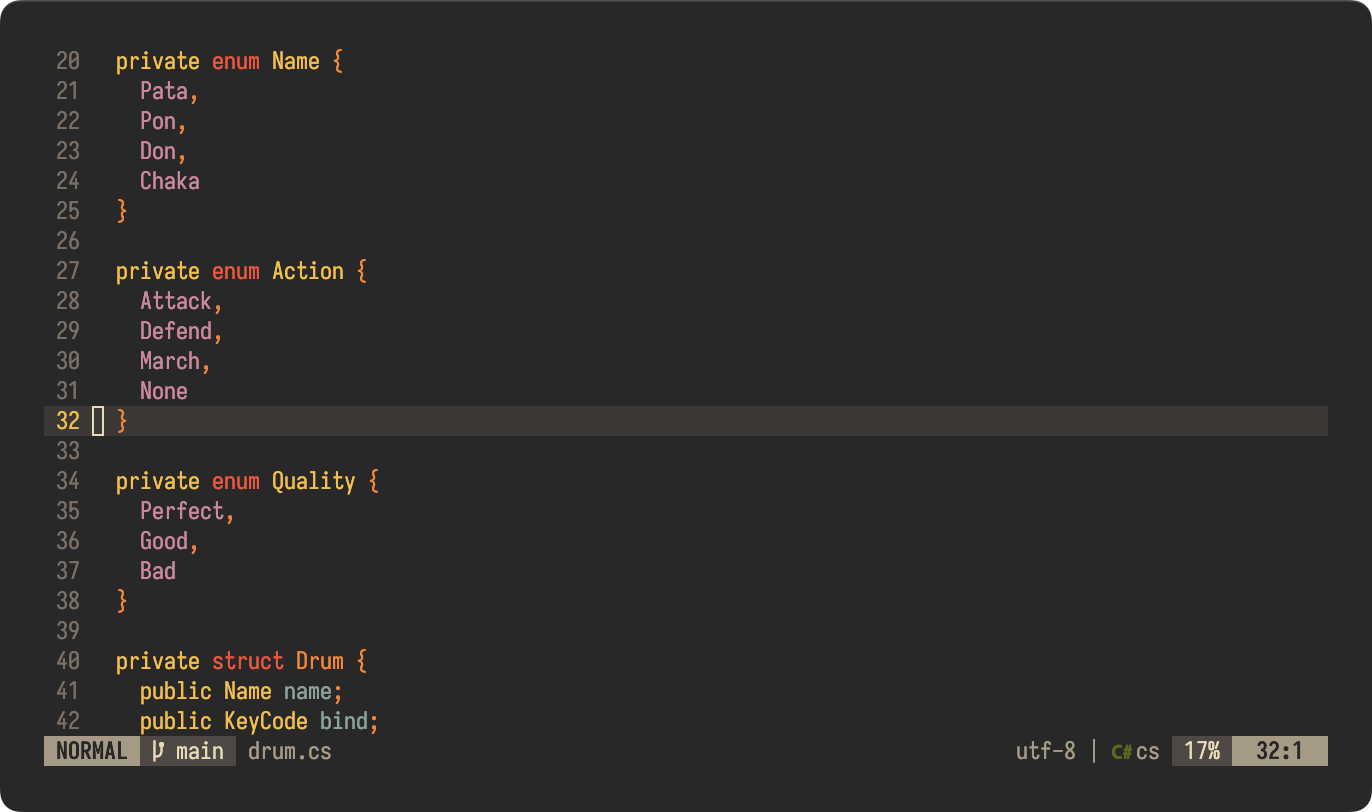 20 private enum Name {
21 Pata,
22 Pon,
23 Don,
24 Chaka
25 }
26
27 private enum Action {
28 Attack,
29 Defend,
30 March,
31 None
32 }
33
34 private enum Quality {
35 Perfect,
36 Good,
37 Bad
38 }
39
40 private struct Drum {
41 public Name name;
42 public KeyCode bind;
NORMAL main drum.cs utf-8 | C# cs 17% 32:1